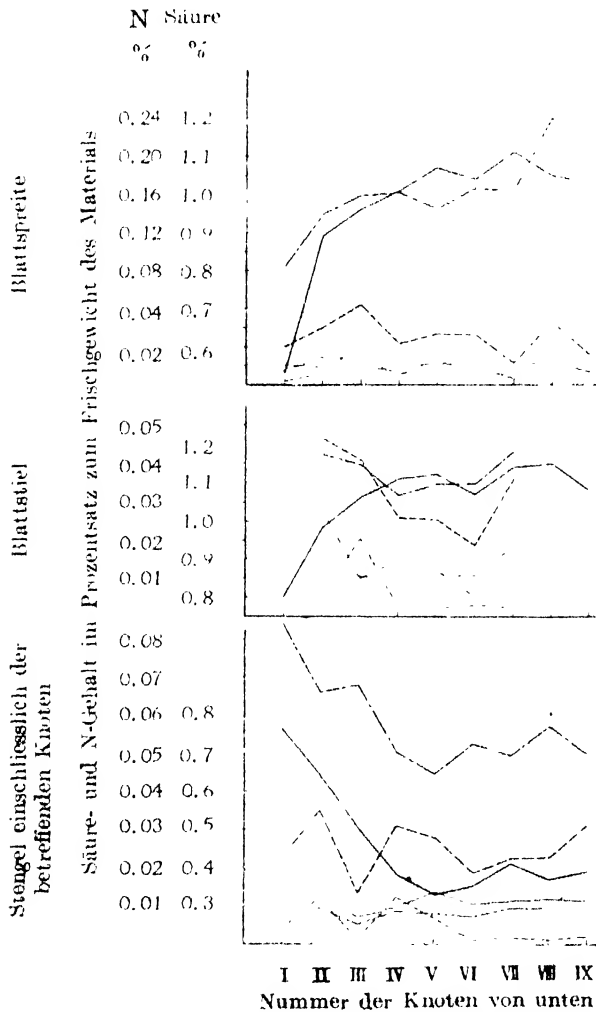 N Säure
% %
Blattspreite
0.24 1.2
0.20 1.1
0.16 1.0
0.12 0.9
0.08 0.8
0.04 0.7
0.02 0.6
Säure- und N-Gehalt im Prozentsatz zum Frischgewicht des Materials
Blattstiel
0.05
0.04 1.2
0.03 1.1
0.02 1.0
0.01 0.9
0.8
Stengel einschliesslich der
betreffenden Knoten
0.08
0.07
0.06 0.8
0.05 0.7
0.04 0.6
0.03 0.5
0.02 0.4
0.01 0.3
I II III IV V VI VII VIII IX
Nummer der Knoten von unten